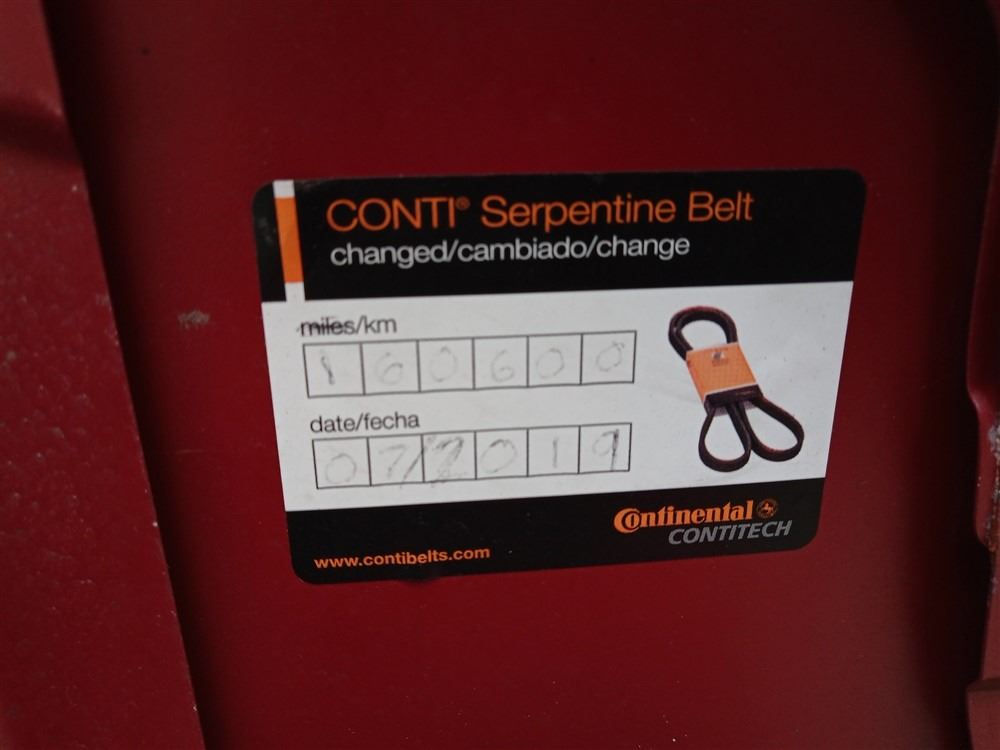 CONTI® Serpentine Belt
changed/cambiado/change
miles/km
160600
date/fecha
07/2019
Continental
CONTITECH
www.contibelts.com